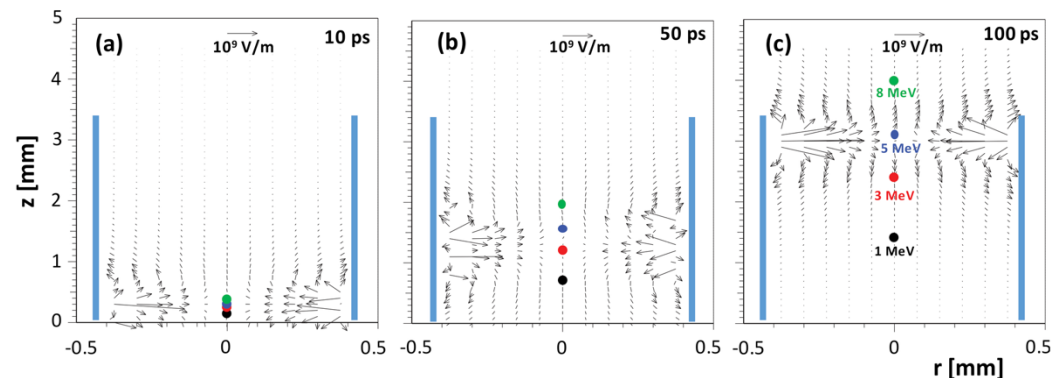 (a) 10 ps
10⁹ V/m
(b) 50 ps
10⁹ V/m
(c) 100 ps
10⁹ V/m
8 MeV
5 MeV
3 MeV
1 MeV
z [mm]
5
4
3
2
1
0
-0.5 0 0.5
-0.5 0 0.5
-0.5 0 0.5
r [mm]